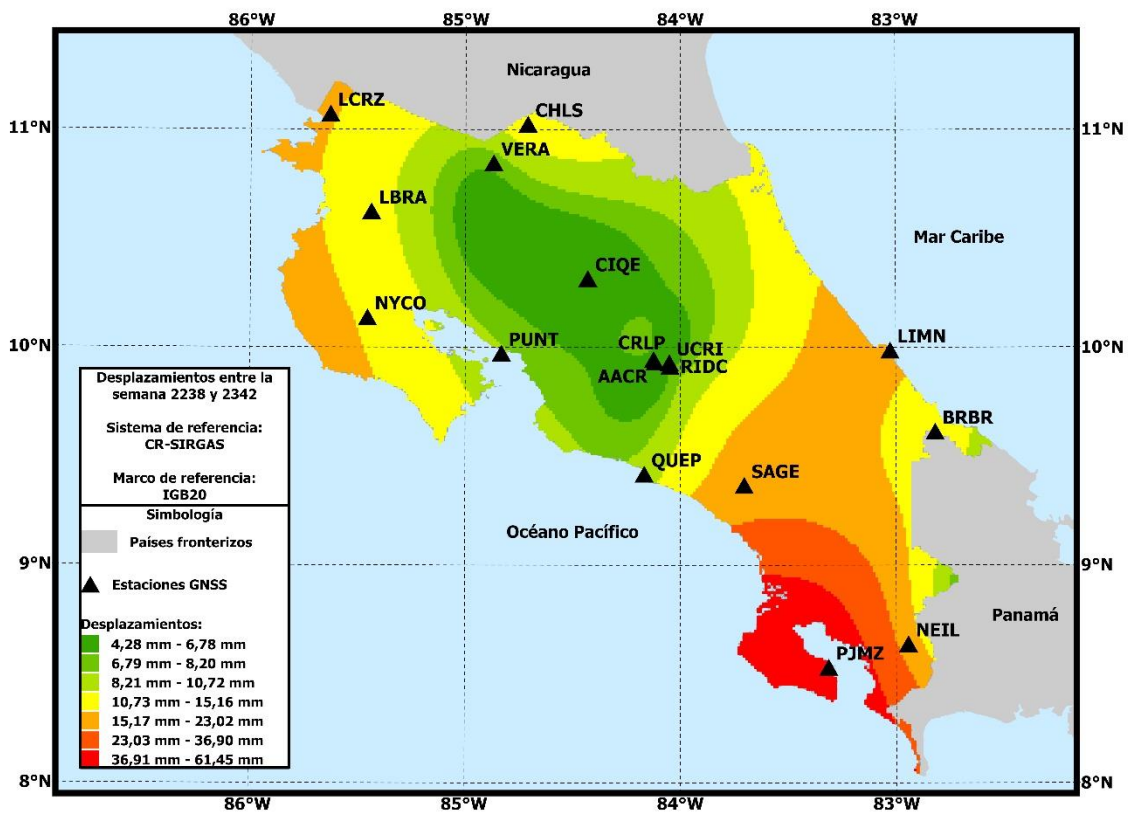 86°W 85°W 84°W 83°W
Nicaragua
LCRZ
CHLS
11°N 11°N
VERA
LBRA
Mar Caribe
CIQE
NYCO
PUNT
CRLP UCRI
LIMN
10°N 10°N
AACR RIDC
Desplazamientos entre la
semana 2238 y 2342
Sistema de referencia:
CR-SIRGAS
Marco de referencia:
IGB20
BRBR
QUEP
SAGE
Simbología
Países fronterizos
Océano Pacífico
9°N 9°N
Estaciones GNSS
Panamá
Desplazamientos:
4,28 mm - 6,78 mm
6,79 mm - 8,20 mm
8,21 mm - 10,72 mm
10,73 mm - 15,16 mm
15,17 mm - 23,02 mm
23,03 mm - 36,90 mm
36,91 mm - 61,45 mm
NEIL
PJMZ
8°N 8°N
86°W 85°W 84°W 83°W